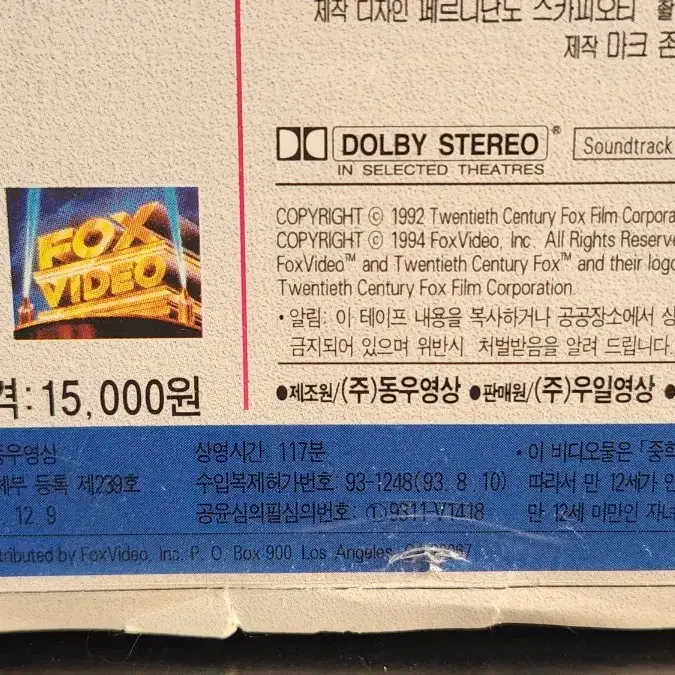 제작 디자인 페르난도 스카피오티 촬
제작 마크 존
DOLBY STEREO®
IN SELECTED THEATRES
Soundtrack
FOX
VIDEO
COPYRIGHT ⓒ 1992 Twentieth Century Fox Film Corpora
COPYRIGHT ⓒ 1994 FoxVideo, Inc. All Rights Reserve
FoxVideo™ and Twentieth Century Fox™ and their logo
Twentieth Century Fox Film Corporation.
• 알림: 이 테이프 내용을 복사하거나 공공장소에서 상
금지되어 있으며 위반시 처벌받음을 알려 드립니다.
격: 15,000원
●제조원/(주)동우영상 ●판매원/(주)우일영상 ●
동우영상
체부 등록 제239호
12 9
상영시간: 117분
수입복제허가번호: 93-1248(93. 8. 10)
공윤심의필심의번호: ①9311-V1418
• 이 비디오물은 「중학
따라서 만 12세가 안
만 12세 미만인 자녀
tributed by FoxVideo, Inc. P. O. Box 900 Los Angeles,